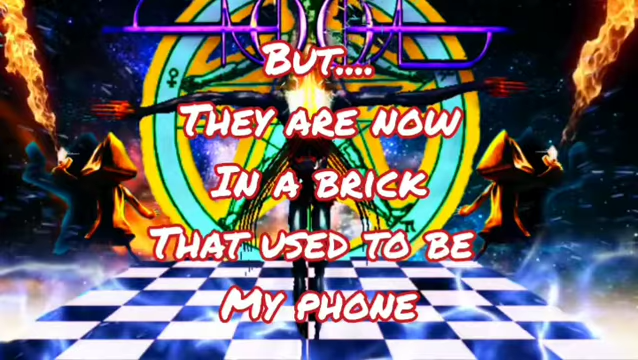 But....
They are now
In a brick
That used to be
My phone